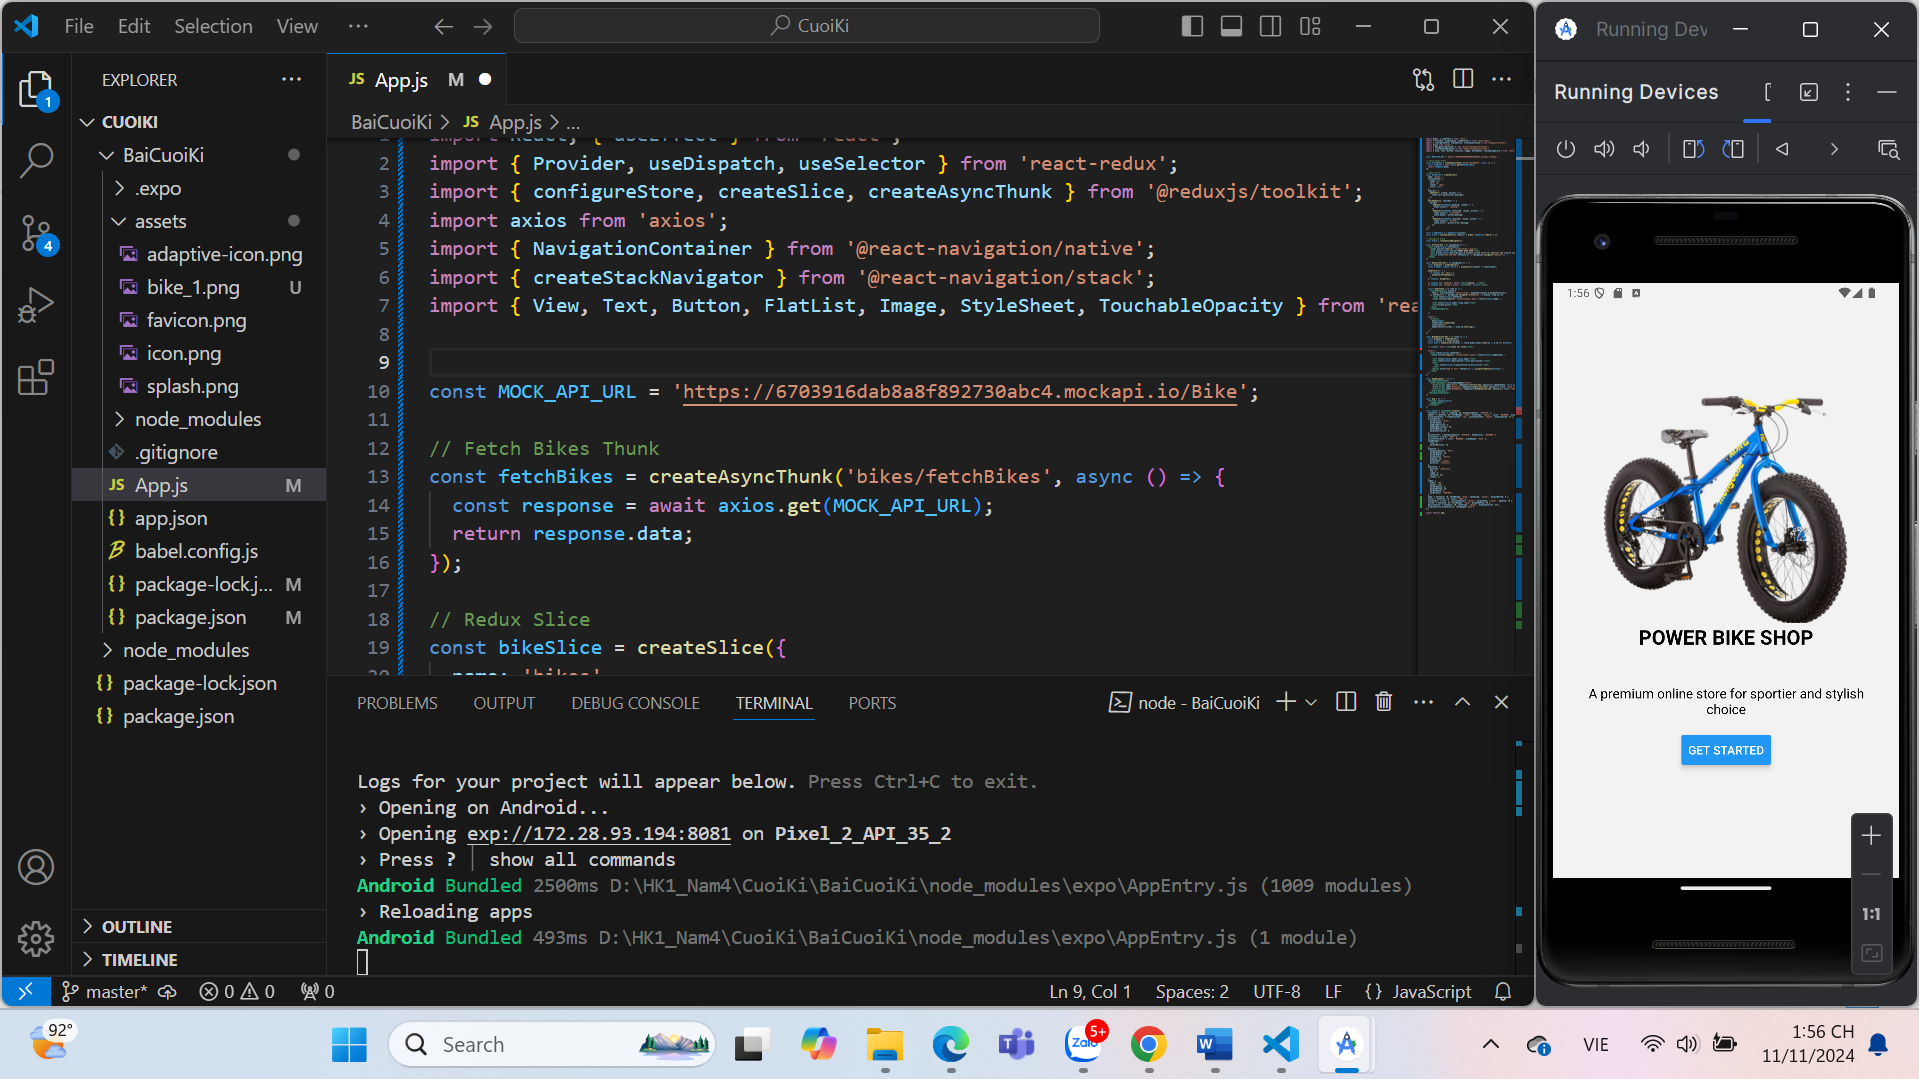 File Edit Selection View ...
CuoiKi
EXPLORER
1
CUOIKI
BaiCuoiKi
.expo
assets
adaptive-icon.png
bike_1.png U
favicon.png
icon.png
splash.png
node_modules
.gitignore
App.js M
app.json
babel.config.js
package-lock.j... M
package.json M
node_modules
package-lock.json
package.json
4
OUTLINE
TIMELINE
JS App.js M
BaiCuoiKi > JS App.js > ...
2 import { Provider, useDispatch, useSelector } from 'react-redux';
3 import { configureStore, createSlice, createAsyncThunk } from '@reduxjs/toolkit';
4 import axios from 'axios';
5 import { NavigationContainer } from '@react-navigation/native';
6 import { createStackNavigator } from '@react-navigation/stack';
7 import { View, Text, Button, FlatList, Image, StyleSheet, TouchableOpacity } from 'rea
8
9
10 const MOCK_API_URL = 'https://6703916dab8a8f892730abc4.mockapi.io/Bike';
11
12 // Fetch Bikes Thunk
13 const fetchBikes = createAsyncThunk('bikes/fetchBikes', async () => {
14 const response = await axios.get(MOCK_API_URL);
15 return response.data;
16 });
17
18 // Redux Slice
19 const bikeSlice = createSlice({
20 name: 'bikes'
PROBLEMS OUTPUT DEBUG CONSOLE TERMINAL PORTS
node - BaiCuoiKi
Logs for your project will appear below. Press Ctrl+C to exit.
› Opening on Android...
› Opening exp://172.28.93.194:8081 on Pixel_2_API_35_2
› Press ? │ show all commands
Android Bundled 2500ms D:\HK1_Nam4\CuoiKi\BaiCuoiKi\node_modules\expo\AppEntry.js (1009 modules)
› Reloading apps
Android Bundled 493ms D:\HK1_Nam4\CuoiKi\BaiCuoiKi\node_modules\expo\AppEntry.js (1 module)
master* 0 0 0
Ln 9, Col 1 Spaces: 2 UTF-8 LF {} JavaScript
Running Dev
Running Devices
1:56
POWER BIKE SHOP
A premium online store for sportier and stylish
choice
GET STARTED
1:1
92°
Search
5+
Zalo
VIE
1:56 CH
11/11/2024